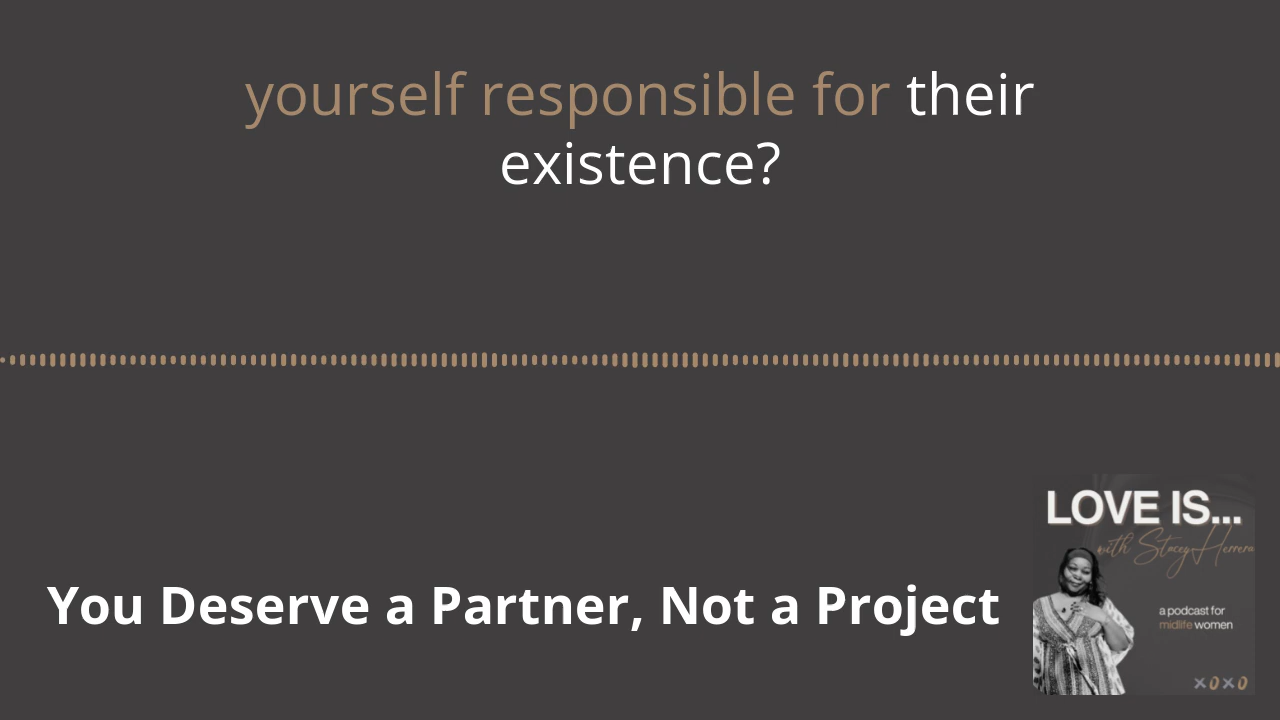 yourself responsible for their
existence?
LOVE IS...
with Stacey Herrera
You Deserve a Partner, Not a Project
a podcast for
midlife women
XOXO